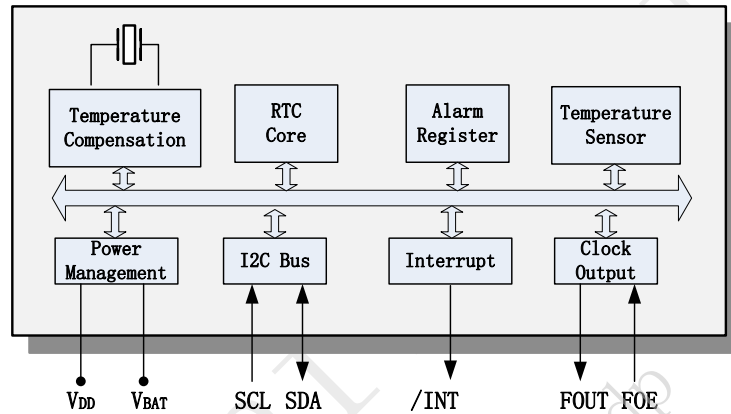 Temperature
Compensation
RTC
Core
Alarm
Register
Temperature
Sensor
Power
Management
I2C Bus
Interrupt
Clock
Output
VDD VBAT SCL SDA /INT FOUT FOE